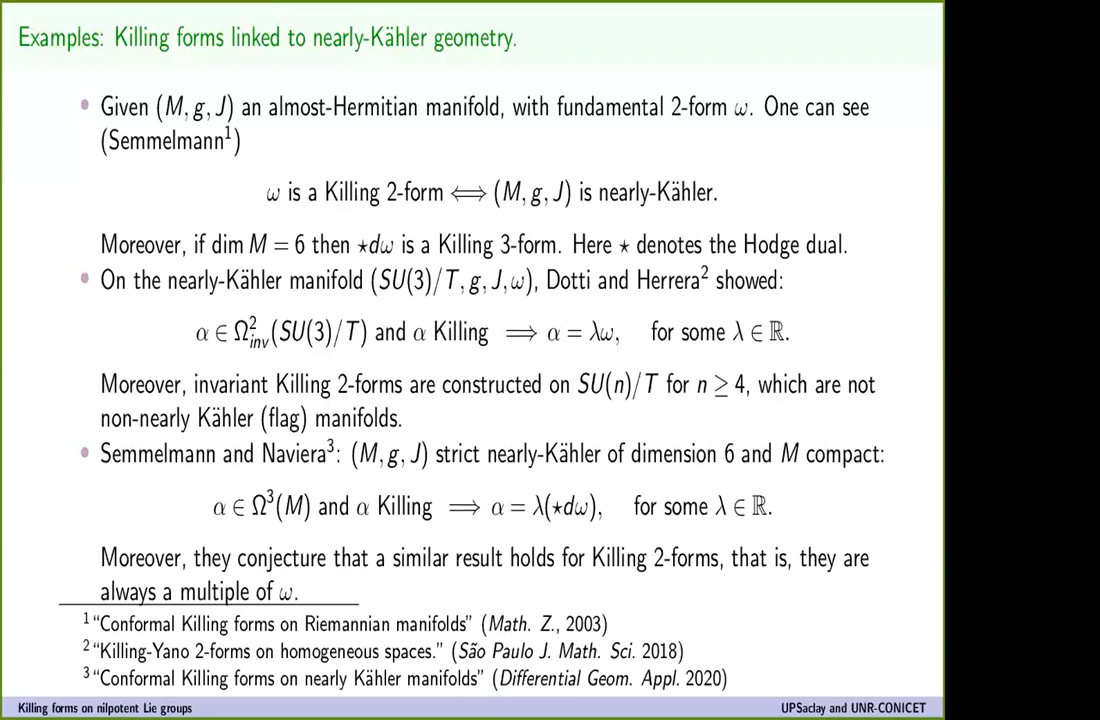 Examples: Killing forms linked to nearly-Kähler geometry.
• Given (M, g, J) an almost-Hermitian manifold, with fundamental 2-form ω. One can see
(Semmelmann¹)
ω is a Killing 2-form ⟺ (M, g, J) is nearly-Kähler.
Moreover, if dim M = 6 then ⋆dω is a Killing 3-form. Here ⋆ denotes the Hodge dual.
• On the nearly-Kähler manifold (SU(3)/T, g, J, ω), Dotti and Herrera² showed:
α ∈ Ω²_inv(SU(3)/T) and α Killing ⟹ α = λω, for some λ ∈ ℝ.
Moreover, invariant Killing 2-forms are constructed on SU(n)/T for n ≥ 4, which are not
non-nearly Kähler (flag) manifolds.
• Semmelmann and Naviera³: (M, g, J) strict nearly-Kähler of dimension 6 and M compact:
α ∈ Ω³(M) and α Killing ⟹ α = λ(⋆dω), for some λ ∈ ℝ.
Moreover, they conjecture that a similar result holds for Killing 2-forms, that is, they are
always a multiple of ω.
¹“Conformal Killing forms on Riemannian manifolds” (Math. Z., 2003)
²“Killing-Yano 2-forms on homogeneous spaces.” (São Paulo J. Math. Sci. 2018)
³“Conformal Killing forms on nearly Kähler manifolds” (Differential Geom. Appl. 2020)
Killing forms on nilpotent Lie groups UPSaclay and UNR-CONICET